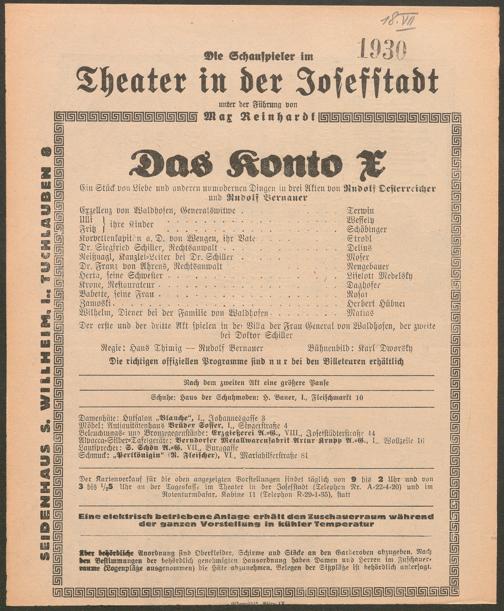 18. VII
1930
Die Schauspieler im
Theater in der Josefstadt
unter der Führung von
Max Reinhardt
Das Konto X
Ein Stück von Liebe und anderen unmodernen Dingen in drei Akten von Rudolf Oesterreicher
und Rudolf Bernauer
Exzellenz von Waldhofen, Generalswitwe Terwin
Ulli } ihre Kinder Wessely
Fritz Schöbinger
Korvettenkapitän a. D. von Wengen, ihr Vate Strobl
Dr. Siegfried Schiller, Rechtsanwalt Delius
Reißnagl, Kanzlei-Leiter bei Dr. Schiller Moser
Dr. Franz von Ahrens, Rechtsanwalt Neugebauer
Herta, seine Schwester Liselott Medelsky
Krone, Restaurateur Daghofer
Babette, seine Frau Rosar
Zamuski Herbert Hübner
Wilhelm, Diener bei der Familie von Waldhofen Matias
Der erste und der dritte Akt spielen in der Villa der Frau General von Waldhofen, der zweite
bei Doktor Schiller
Regie: Hans Thimig — Rudolf Bernauer Bühnenbild: Karl Dworsky
Die richtigen offiziellen Programme sind nur bei den Billeteuren erhältlich
Nach dem zweiten Akt eine größere Pause
Schuhe: Haus der Schuhmoden: H. Bauer, I., Fleischmarkt 10
Damenhüte: Hutsalon „Blanche", I., Johannesgasse 3
Möbel: Antiquitätenhaus Brüder Soffer, I., Singerstraße 4
Beleuchtungs- und Bronzegegenstände: Erzgießerei A.-G., VIII., Josefstädterstraße 14
Alpacca-Silber-Tafelgeräte: Berndorfer Metallwarenfabrik Artur Krupp A.-G., I., Wollzeile 16
Lautsprecher: S. Schön A.-G. VII., Burggasse
Schmuck: „Perlkönigin" (R. Fleischer), VI., Mariahilferstraße 81
Der Kartenverkauf für die oben angezeigten Vorstellungen findet täglich von 9 bis 2 Uhr und von
3 bis ½5 Uhr an der Tageskasse im Theater in der Josefstadt (Telephon Nr. A-22-4-20) und im
Rotenturmbasar, Kabine 11 (Telephon R-29-1-35), statt
Eine elektrisch betriebene Anlage erhält den Zuschauerraum während
der ganzen Vorstellung in kühler Temperatur
Über behördliche Anordnung sind Oberkleider, Schirme und Stöcke an den Garderoben abzugeben. Nach
den Bestimmungen der behördlich genehmigten Hausordnung haben Damen und Herren im Zuschauer-
raume (Logenplätze ausgenommen) die Hüte abzunehmen. Belegen der Sitzplätze ist behördlich untersagt.
SEIDENHAUS S. WILLHEIM, I., TUCHLAUBEN 8